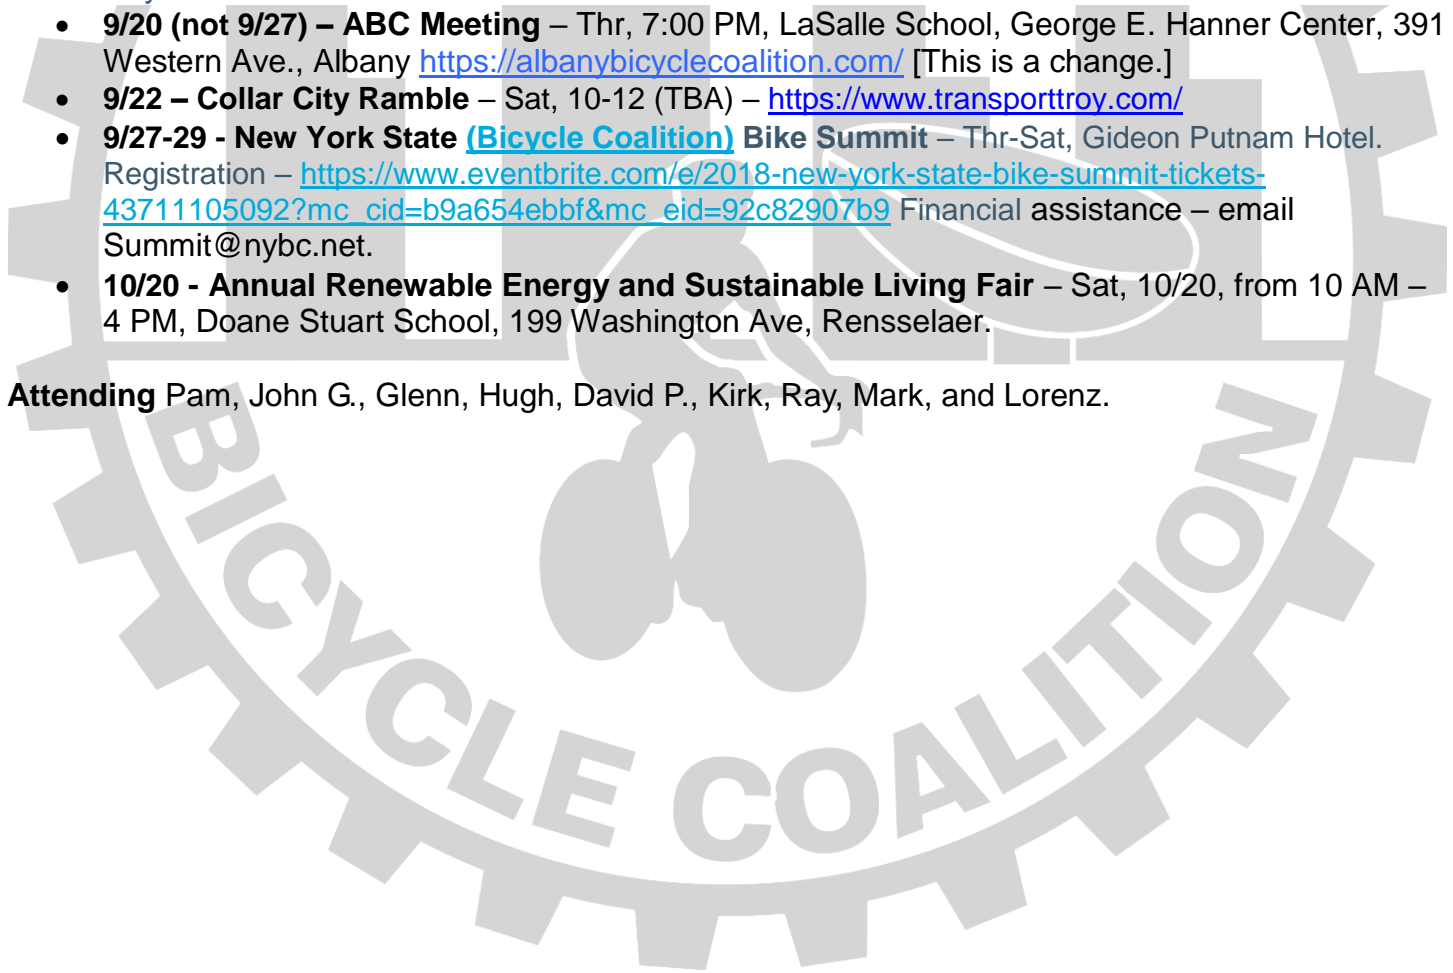 • 9/20 (not 9/27) – ABC Meeting – Thr, 7:00 PM, LaSalle School, George E. Hanner Center, 391
Western Ave., Albany https://albanybicyclecoalition.com/ [This is a change.]
• 9/22 – Collar City Ramble – Sat, 10-12 (TBA) – https://www.transporttroy.com/
• 9/27-29 - New York State (Bicycle Coalition) Bike Summit – Thr-Sat, Gideon Putnam Hotel.
Registration – https://www.eventbrite.com/e/2018-new-york-state-bike-summit-tickets-
43711105092?mc_cid=b9a654ebbf&mc_eid=92c82907b9 Financial assistance – email
Summit@nybc.net.
• 10/20 - Annual Renewable Energy and Sustainable Living Fair – Sat, 10/20, from 10 AM –
4 PM, Doane Stuart School, 199 Washington Ave, Rensselaer.
Attending Pam, John G., Glenn, Hugh, David P., Kirk, Ray, Mark, and Lorenz.
BICYCLE COALITION